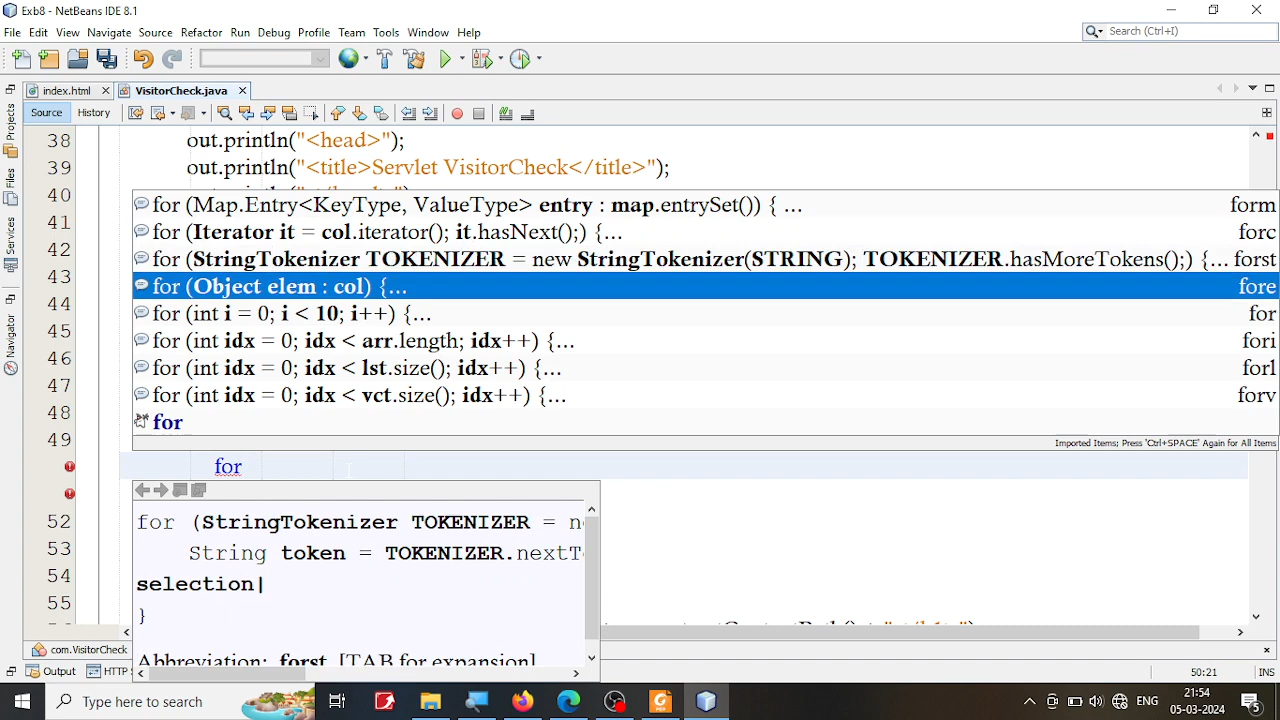 Exb8 - NetBeans IDE 8.1
File Edit View Navigate Source Refactor Run Debug Profile Team Tools Window Help
Search (Ctrl+I)
index.html VisitorCheck.java
Source History
Projects
Files
Services
Navigator
38 out.println("<head>");
39 out.println("<title>Servlet VisitorCheck</title>");
40
41 for (Map.Entry<KeyType, ValueType> entry : map.entrySet()) { ... form
for (Iterator it = col.iterator(); it.hasNext();) {... forc
42 for (StringTokenizer TOKENIZER = new StringTokenizer(STRING); TOKENIZER.hasMoreTokens();) {... forst
43 for (Object elem : col) {... fore
44 for (int i = 0; i < 10; i++) {... for
45 for (int idx = 0; idx < arr.length; idx++) {... fori
46 for (int idx = 0; idx < lst.size(); idx++) {... forl
47 for (int idx = 0; idx < vct.size(); idx++) {... forv
48 for
49 Imported Items; Press 'Ctrl+SPACE' Again for All Items
for
52 for (StringTokenizer TOKENIZER = n
53 String token = TOKENIZER.nextT
54 selection|
55 }
Abbreviation: forst [TAB for expansion]
com.VisitorCheck
Output HTTP S
50:21 INS
Type here to search
ENG 21:54
05-03-2024
5